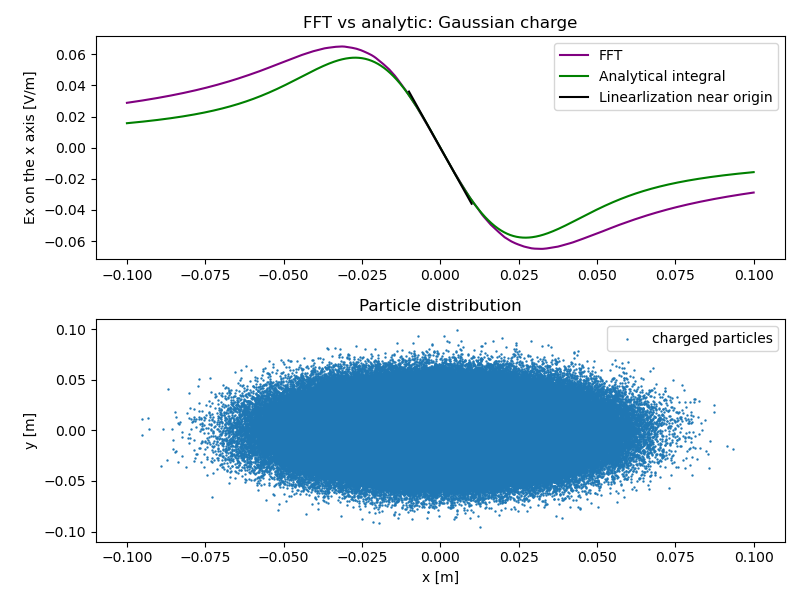 FFT vs analytic: Gaussian charge
Ex on the x axis [V/m]
0.06
0.04
0.02
0.00
−0.02
−0.04
−0.06
FFT
Analytical integral
Linearlization near origin
−0.100 −0.075 −0.050 −0.025 0.000 0.025 0.050 0.075 0.100
Particle distribution
y [m]
0.10
0.05
0.00
−0.05
−0.10
charged particles
−0.100 −0.075 −0.050 −0.025 0.000 0.025 0.050 0.075 0.100
x [m]